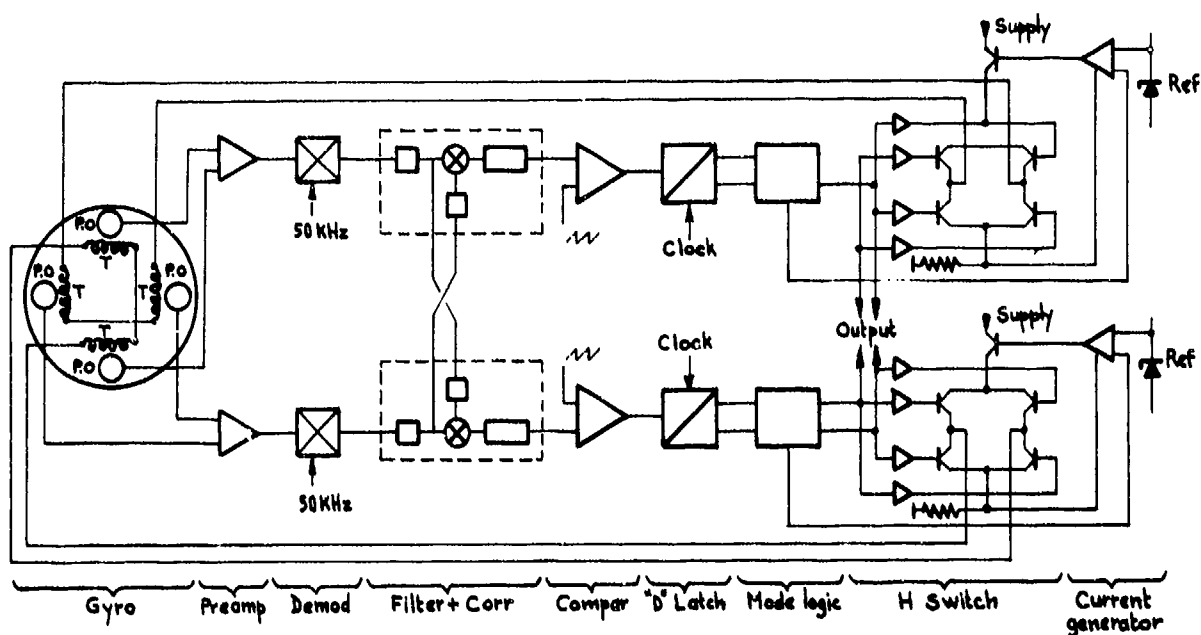 Supply
Ref
50 KHz
Clock
P.O
T
P.O
T
T
P.O
T
P.O
Output
Supply
Ref
Clock
50 KHz
Gyro
Preamp
Demod
Filter + Corr
Compar
"D" Latch
Mode logic
H Switch
Current
generator